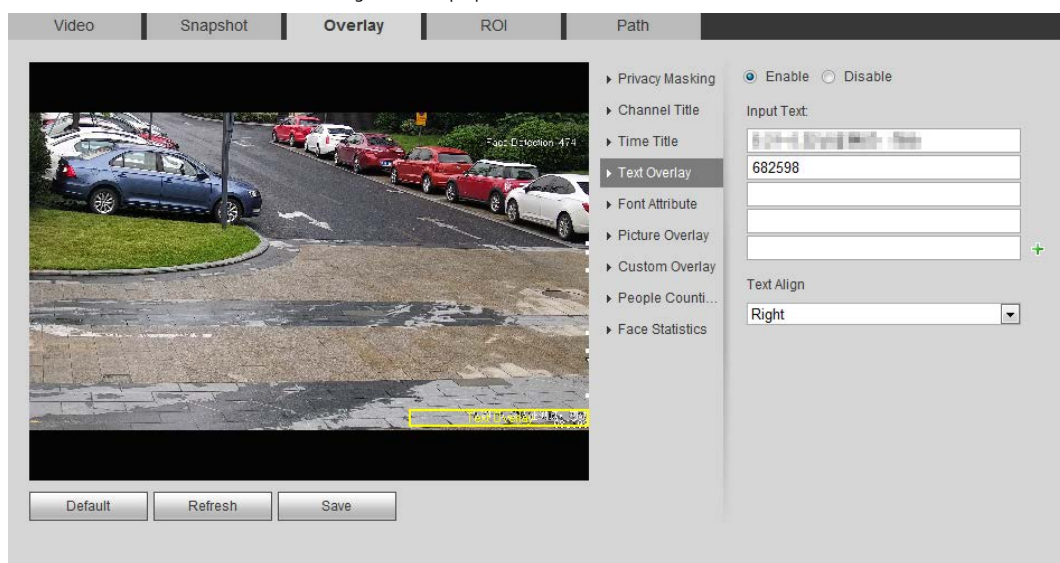 Video
Snapshot
Overlay
ROI
Path
Face Detection 474
Privacy Masking
Channel Title
Time Title
Text Overlay
Font Attribute
Picture Overlay
Custom Overlay
People Counti...
Face Statistics
Enable
Disable
Input Text:
682598
Text Align
Right
Default
Refresh
Save